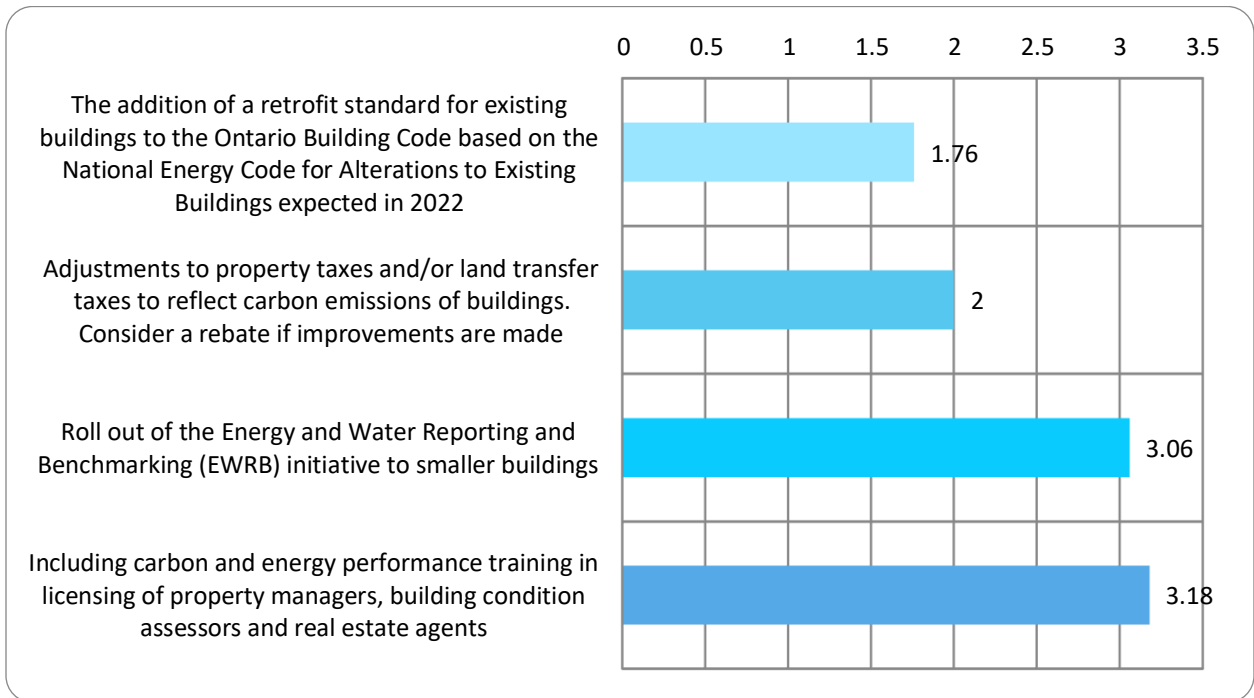 0 0.5 1 1.5 2 2.5 3 3.5
The addition of a retrofit standard for existing
buildings to the Ontario Building Code based on the
National Energy Code for Alterations to Existing
Buildings expected in 2022
1.76
Adjustments to property taxes and/or land transfer
taxes to reflect carbon emissions of buildings.
Consider a rebate if improvements are made
2
Roll out of the Energy and Water Reporting and
Benchmarking (EWRB) initiative to smaller buildings
3.06
Including carbon and energy performance training in
licensing of property managers, building condition
assessors and real estate agents
3.18